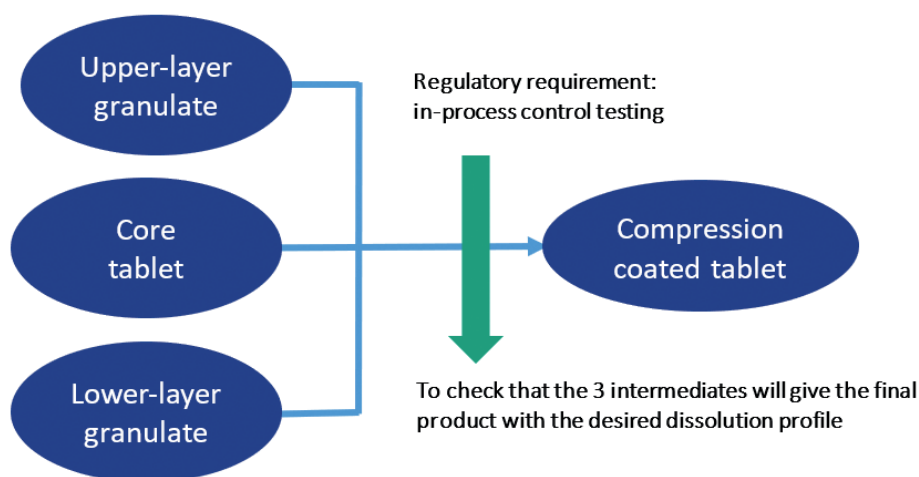 Upper-layer
granulate
Regulatory requirement:
in-process control testing
Core
tablet
Compression
coated tablet
Lower-layer
granulate
To check that the 3 intermediates will give the final
product with the desired dissolution profile